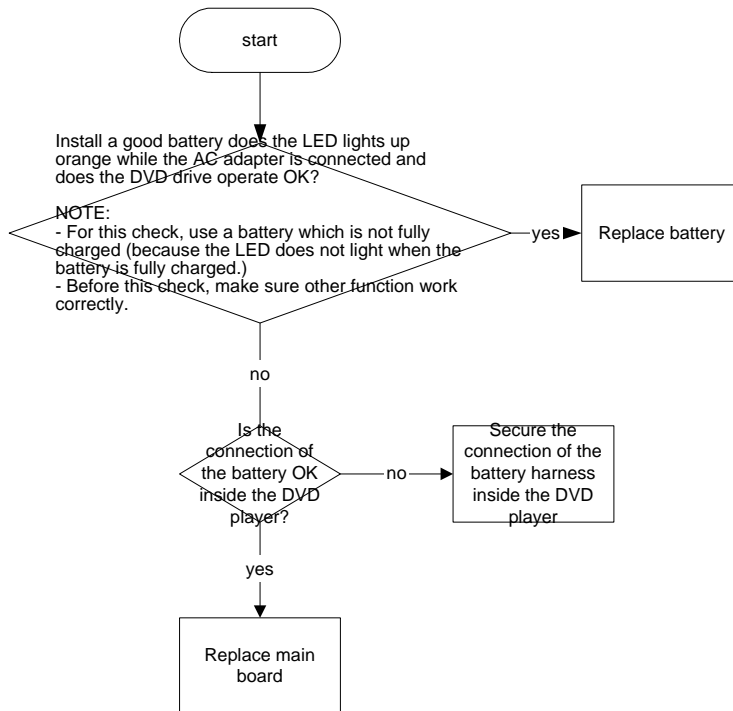 start
Install a good battery does the LED lights up
orange while the AC adapter is connected and
does the DVD drive operate OK?
NOTE:
- For this check, use a battery which is not fully
charged (because the LED does not light when the
battery is fully charged.)
- Before this check, make sure other function work
correctly.
yes
Replace battery
no
Is the
connection of
the battery OK
inside the DVD
player?
no
Secure the
connection of the
battery harness
inside the DVD
player
yes
Replace main
board